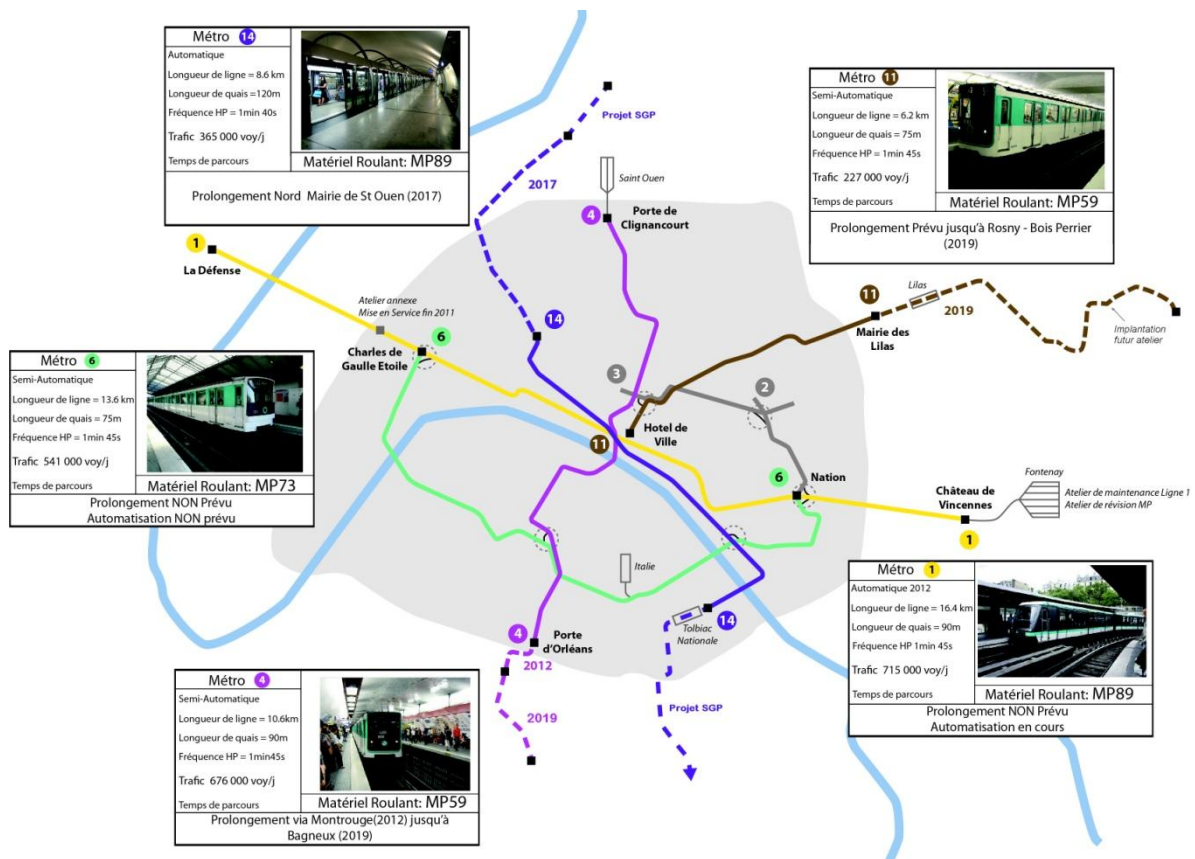 Métro 14
Automatique
Longueur de ligne = 8.6 km
Longueur de quais =120m
Fréquence HP = 1min 40s
Trafic 365 000 voy/j
Temps de parcours
Matériel Roulant: MP89
Prolongement Nord Mairie de St Ouen (2017)
Métro 11
Semi-Automatique
Longueur de ligne = 6.2 km
Longueur de quais = 75m
Fréquence HP = 1min 45s
Trafic 227 000 voy/j
Temps de parcours
Matériel Roulant: MP59
Prolongement Prévu jusqu'à Rosny - Bois Perrier
(2019)
Projet SGP
2017
Saint Ouen
4
Porte de
Clignancourt
1
La Défense
Atelier annexe
Mise en Service fin 2011
14
6
Charles de
Gaulle Etoile
Lilas
11
2019
Mairie des
Lilas
Implantation
futur atelier
3
2
Hotel de
Ville
11
Métro 6
Semi-Automatique
Longueur de ligne = 13.6 km
Longueur de quais = 75m
Fréquence HP = 1min 45s
Trafic 541 000 voy/j
Temps de parcours
Matériel Roulant: MP73
Prolongement NON Prévu
Automatisation NON prévu
6
Nation
Château de
Vincennes
1
Fontenay
Atelier de maintenance Ligne 1
Atelier de révision MP
Italie
Tolbiac
Nationale
14
4
Porte
d'Orléans
2012
2019
Projet SGP
Métro 1
Automatique 2012
Longueur de ligne = 16.4 km
Longueur de quais = 90m
Fréquence HP 1min 45s
Trafic 715 000 voy/j
Temps de parcours
Matériel Roulant: MP89
Prolongement NON Prévu
Automatisation en cours
Métro 4
Semi-Automatique
Longueur de ligne = 10.6km
Longueur de quais = 90m
Fréquence HP = 1min45s
Trafic 676 000 voy/j
Temps de parcours
Matériel Roulant: MP59
Prolongement via Montrouge(2012) jusqu'à
Bagneux (2019)